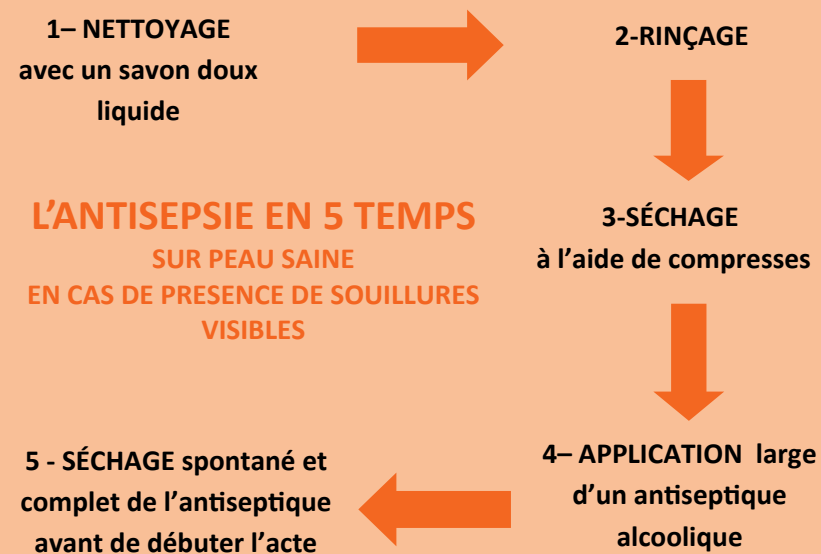 1– NETTOYAGE
avec un savon doux
liquide
2-RINÇAGE
3-SÉCHAGE
à l’aide de compresses
L’ANTISEPSIE EN 5 TEMPS
SUR PEAU SAINE
EN CAS DE PRESENCE DE SOUILLURES
VISIBLES
4– APPLICATION large
d’un antiseptique
alcoolique
5 - SÉCHAGE spontané et
complet de l’antiseptique
avant de débuter l’acte